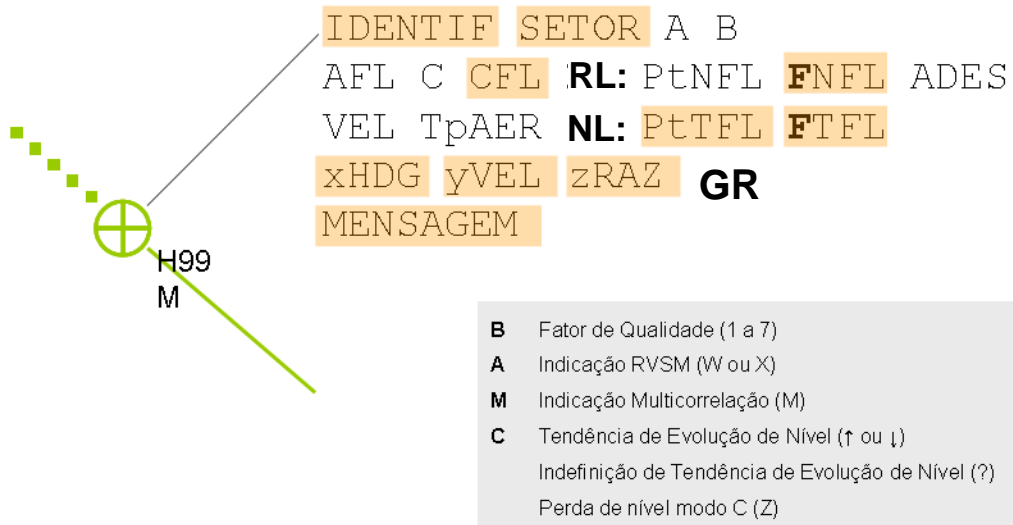 IDENTIF SETOR A B
AFL C CFL RL: PtNFL FNFL ADES
VEL TpAER NL: PtTFL FTFL
xHDG yVEL zRAZ GR
MENSAGEM
H99
M
B Fator de Qualidade (1 a 7)
A Indicação RVSM (W ou X)
M Indicação Multicorrelação (M)
C Tendência de Evolução de Nível (↑ ou ↓)
Indefinição de Tendência de Evolução de Nível (?)
Perda de nível modo C (Z)